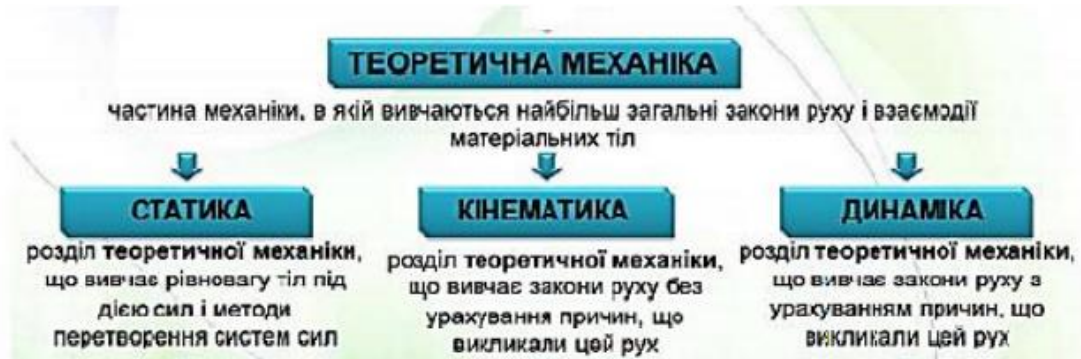 ТЕОРЕТИЧНА МЕХАНІКА
частина механіки, в якій вивчаються найбільш загальні закони руху і взаємодії
матеріальних тіл
СТАТИКА
розділ теоретичної механіки,
що вивчає рівновагу тіл під
дією сил і методи
перетворення систем сил
КІНЕМАТИКА
розділ теоретичної механіки,
що вивчає закони руху без
урахування причин, що
викликали цей рух
ДИНАМІКА
розділ теоретичної механіки,
що вивчає закони руху з
урахуванням причин, що
викликали цей рух